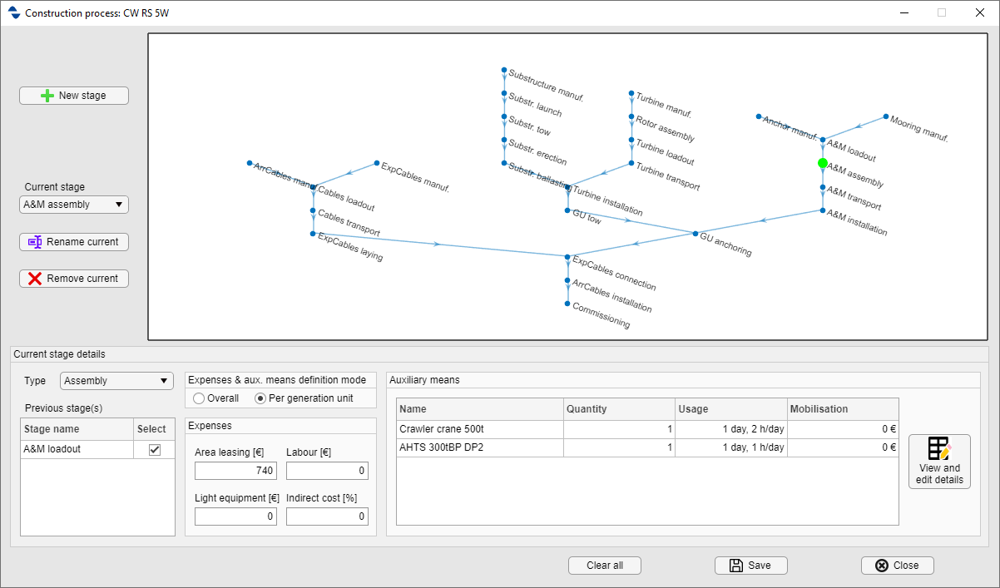 Construction process: CW RS 5W
New stage
Current stage
A&M assembly
Rename current
Remove current
Substructure manuf.
Substr. launch
Substr. tow
Substr. erection
Substr. ballasting
Turbine manuf.
Rotor assembly
Turbine loadout
Turbine transport
Anchor manuf.
Mooring manuf.
A&M loadout
A&M assembly
A&M transport
A&M installation
ArrCables manuf.
ExpCables manuf.
Cables loadout
Cables transport
ExpCables laying
Turbine installation
GU tow
GU anchoring
ExpCables connection
ArrCables installation
Commissioning
Current stage details
Type
Assembly
Previous stage(s)
Stage name Select
A&M loadout
Expenses & aux. means definition mode
Overall Per generation unit
Expenses
Area leasing [€] Labour [€]
740 0
Light equipment [€] Indirect cost [%]
0 0
Auxiliary means
Name Quantity Usage Mobilisation
Crawler crane 500t 1 1 day, 2 h/day 0 €
AHTS 300tBP DP2 1 1 day, 1 h/day 0 €
View and
edit details
Clear all
Save
Close